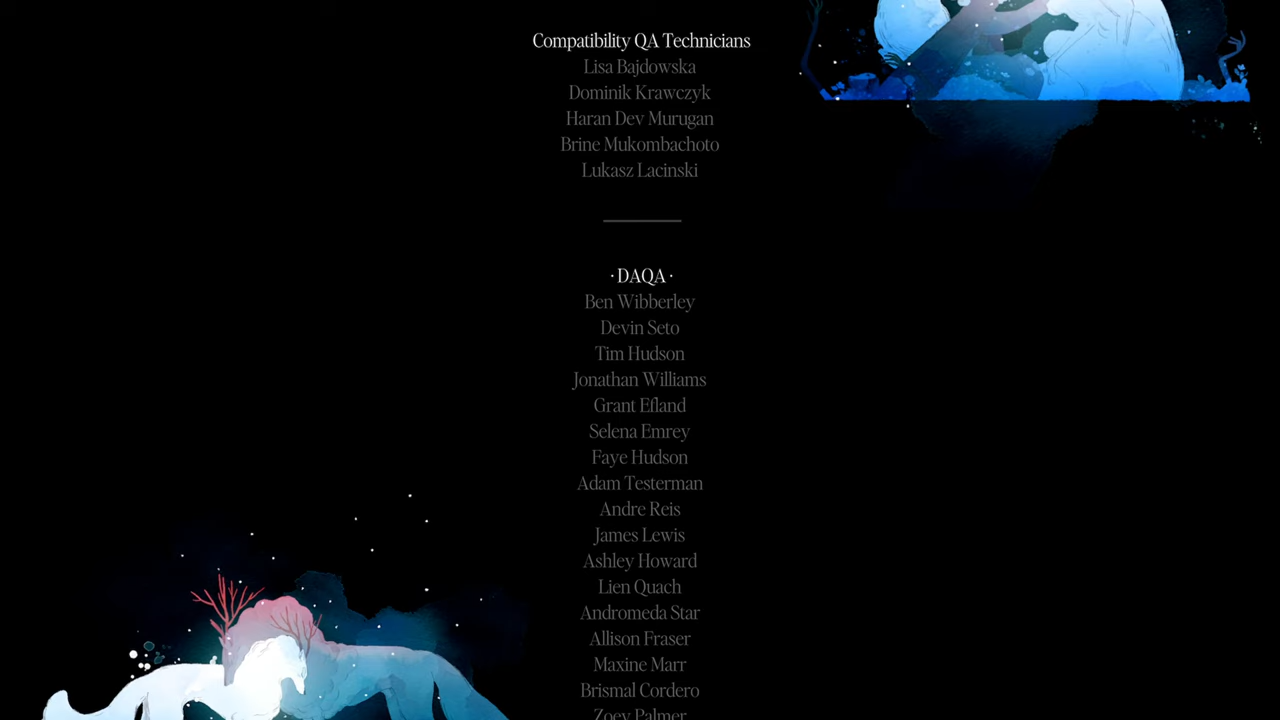 Compatibility QA Technicians
Lisa Bajdowska
Dominik Krawczyk
Haran Dev Murugan
Brine Mukombachoto
Lukasz Lacinski
· DAQA ·
Ben Wibberley
Devin Seto
Tim Hudson
Jonathan Williams
Grant Efland
Selena Emrey
Faye Hudson
Adam Testerman
Andre Reis
James Lewis
Ashley Howard
Lien Quach
Andromeda Star
Allison Fraser
Maxine Marr
Brismal Cordero
Zoey Palmer